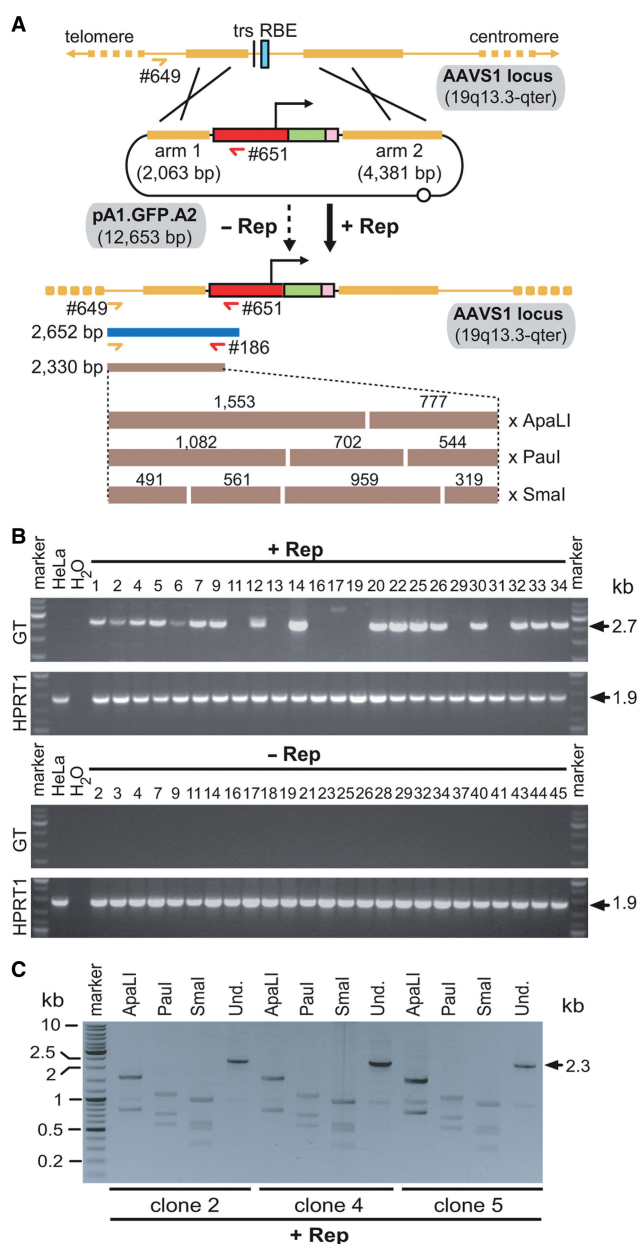 A
telomere
trs RBE
centromere
#649
AAVS1 locus
(19q13.3-qter)
arm 1
(2,063 bp)
#651
arm 2
(4,381 bp)
pA1.GFP.A2
(12,653 bp)
– Rep
+ Rep
#649
#651
AAVS1 locus
(19q13.3-qter)
2,652 bp
#186
2,330 bp
1,553 777
x ApaLI
1,082 702 544
x PauI
491 561 959 319
x SmaI
B
marker HeLa H2O
+ Rep
marker
1 2 4 5 6 7 9 11 12 14 16 17 19 20 22 25 26 29 30 31 32 33 34
kb
GT
2.7
HPRT1
1.9
marker HeLa H2O
– Rep
marker
2 3 4 7 9 11 14 16 17 18 19 21 23 25 26 28 29 32 34 37 40 41 43 44 45
GT
HPRT1
1.9
C
kb marker ApaLI PauI SmaI Und. ApaLI PauI SmaI Und. ApaLI PauI SmaI Und. kb
10
2.5
2
1
0.5
0.2
2.3
clone 2 clone 4 clone 5
+ Rep